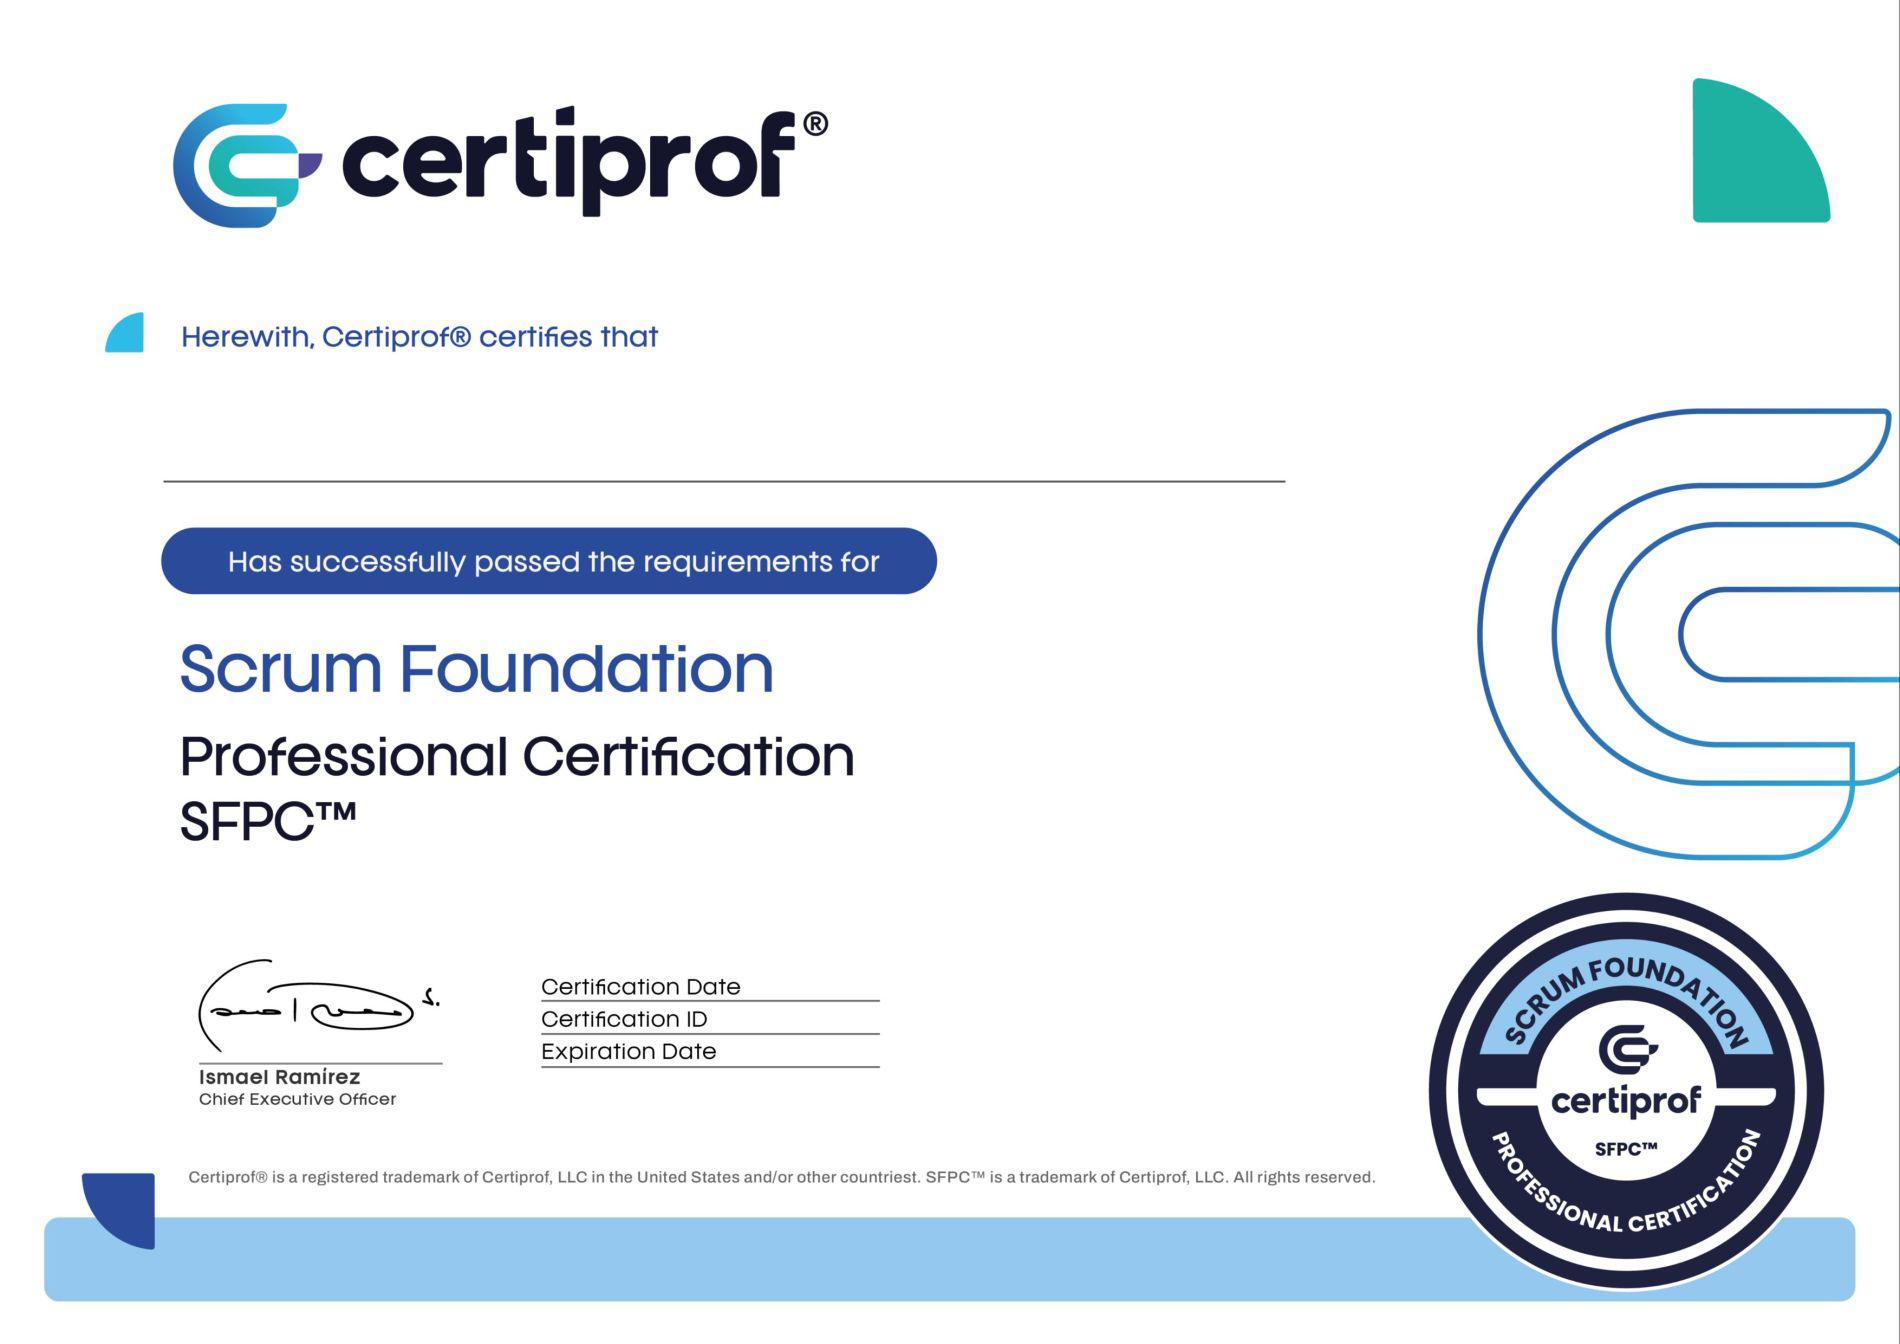 certiprof®
Herewith, Certiprof® certifies that
Has successfully passed the requirements for
Scrum Foundation
Professional Certification
SFPC™
Certification Date
Certification ID
Expiration Date
Ismael Ramírez
Chief Executive Officer
Certiprof® is a registered trademark of Certiprof, LLC in the United States and/or other countriest. SFPC™ is a trademark of Certiprof, LLC. All rights reserved.
SCRUM FOUNDATION
certiprof
SFPC™
PROFESSIONAL CERTIFICATION